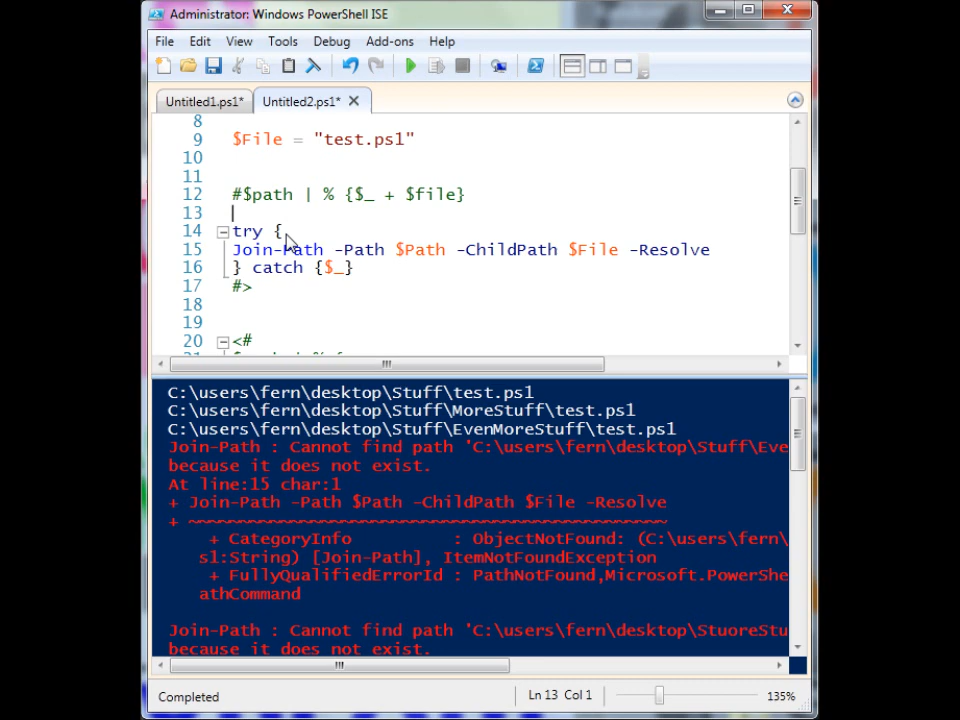 Administrator: Windows PowerShell ISE
File Edit View Tools Debug Add-ons Help
Untitled1.ps1* Untitled2.ps1*
8
9 $File = "test.ps1"
10
11
12 #$path | % {$_ + $file}
13
14 try {
15 Join-Path -Path $Path -ChildPath $File -Resolve
16 } catch {$_}
17 #>
18
19
20 <#
C:\users\fern\desktop\Stuff\test.ps1
C:\users\fern\desktop\Stuff\MoreStuff\test.ps1
C:\users\fern\desktop\Stuff\EvenMoreStuff\test.ps1
Join-Path : Cannot find path 'C:\users\fern\desktop\Stuff\Eve
because it does not exist.
At line:15 char:1
+ Join-Path -Path $Path -ChildPath $File -Resolve
+ ~~~~~~~~~~~~~~~~~~~~~~~~~~~~~~~~~~~~~~~~~~~~~~~
+ CategoryInfo : ObjectNotFound: (C:\users\fern\
s1:String) [Join-Path], ItemNotFoundException
+ FullyQualifiedErrorId : PathNotFound,Microsoft.PowerShe
athCommand
Join-Path : Cannot find path 'C:\users\fern\desktop\StuoreStu
because it does not exist.
Completed Ln 13 Col 1 135%